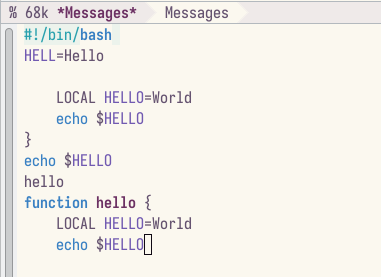 % 68k *Messages* Messages
#!/bin/bash
HELL=Hello
LOCAL HELLO=World
echo $HELLO
}
echo $HELLO
hello
function hello {
LOCAL HELLO=World
echo $HELLO